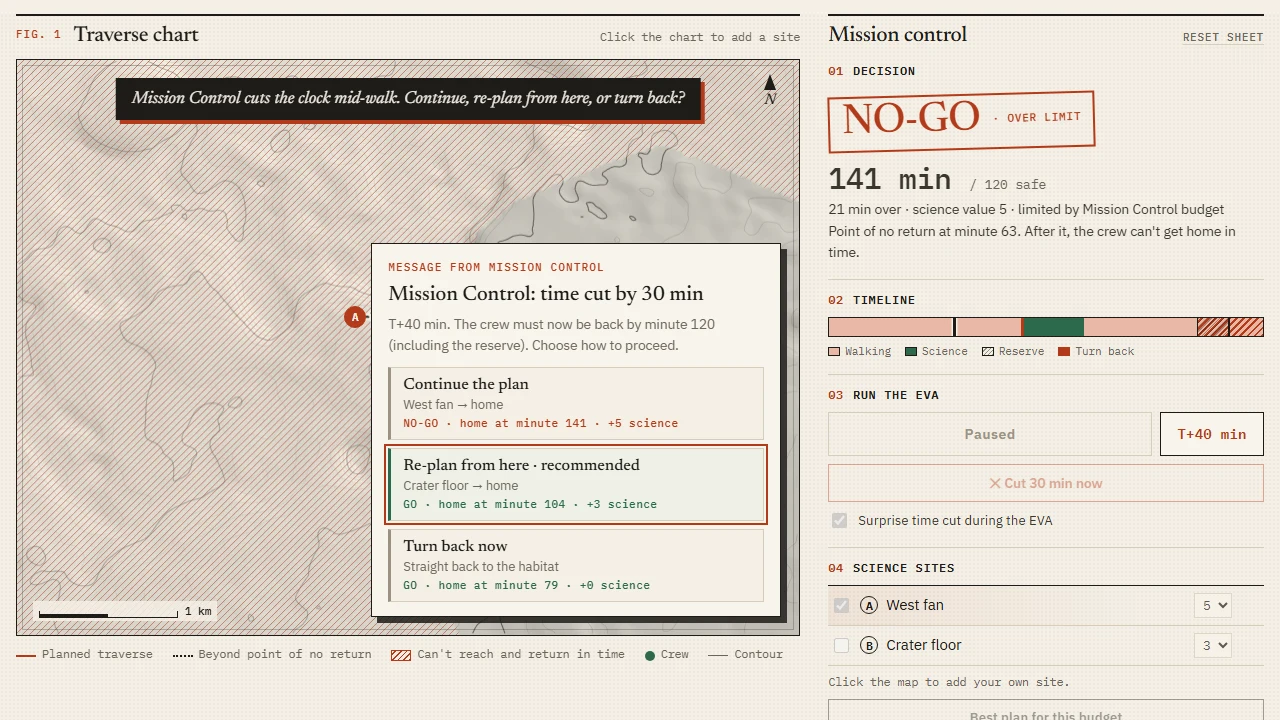 FIG. 1 Traverse chart
Click the chart to add a site
Mission Control cuts the clock mid-walk. Continue, re-plan from here, or turn back?
N
A
MESSAGE FROM MISSION CONTROL
Mission Control: time cut by 30 min
T+40 min. The crew must now be back by minute 120
(including the reserve). Choose how to proceed.
Continue the plan
West fan → home
NO-GO · home at minute 141 · +5 science
Re-plan from here · recommended
Crater floor → home
GO · home at minute 104 · +3 science
Turn back now
Straight back to the habitat
GO · home at minute 79 · +0 science
1 km
Planned traverse
Beyond point of no return
Can't reach and return in time
Crew
Contour
Mission control
RESET SHEET
01 DECISION
NO-GO · OVER LIMIT
141 min / 120 safe
21 min over · science value 5 · limited by Mission Control budget
Point of no return at minute 63. After it, the crew can't get home in
time.
02 TIMELINE
Walking
Science
Reserve
Turn back
03 RUN THE EVA
Paused
T+40 min
✕ Cut 30 min now
Surprise time cut during the EVA
04 SCIENCE SITES
A West fan 5
B Crater floor 3
Click the map to add your own site.
Best plan for this budget